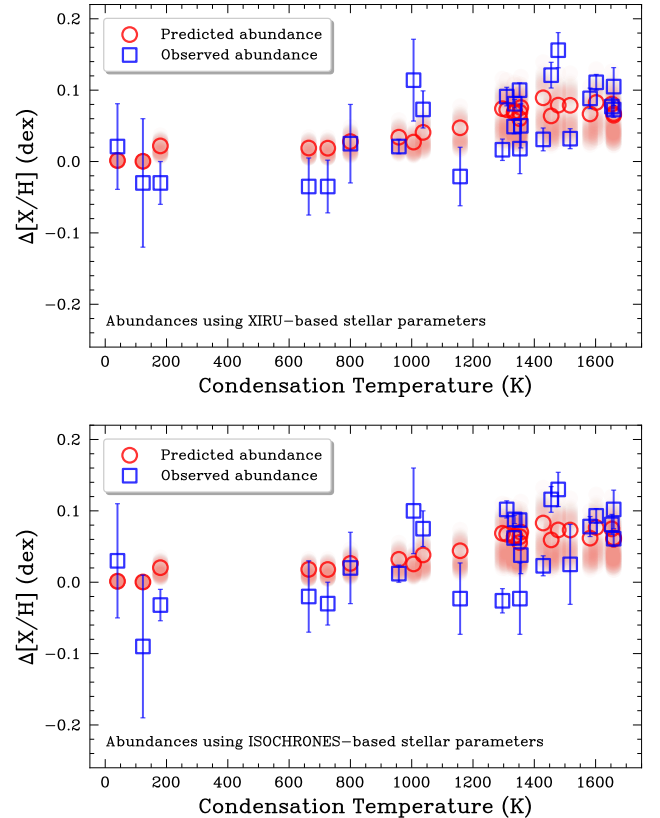 0.2
Predicted abundance
Observed abundance
0.1
0.0
−0.1
−0.2
Δ[X/H] (dex)
Abundances using XIRU−based stellar parameters
0 200 400 600 800 1000 1200 1400 1600
Condensation Temperature (K)
0.2
Predicted abundance
Observed abundance
0.1
0.0
−0.1
−0.2
Δ[X/H] (dex)
Abundances using ISOCHRONES−based stellar parameters
0 200 400 600 800 1000 1200 1400 1600
Condensation Temperature (K)